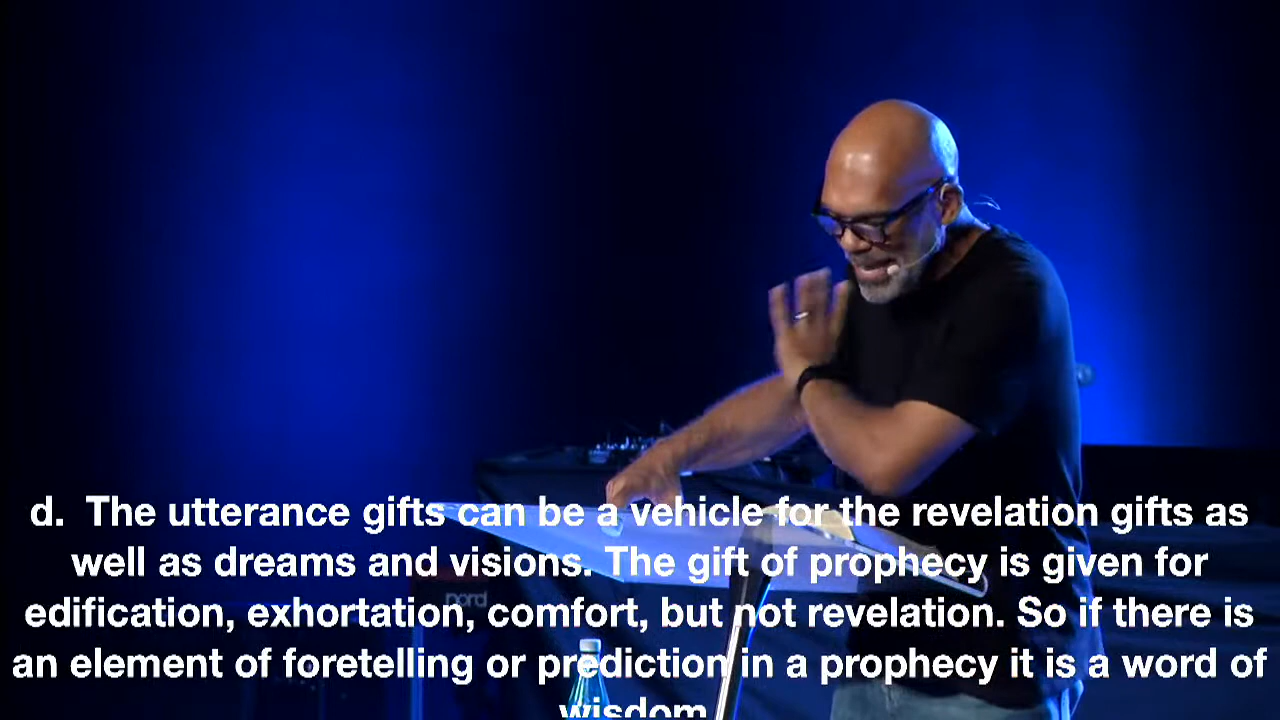 d. The utterance gifts can be a vehicle for the revelation gifts as
well as dreams and visions. The gift of prophecy is given for
edification, exhortation, comfort, but not revelation. So if there is
an element of foretelling or prediction in a prophecy it is a word of
wisdom
nord